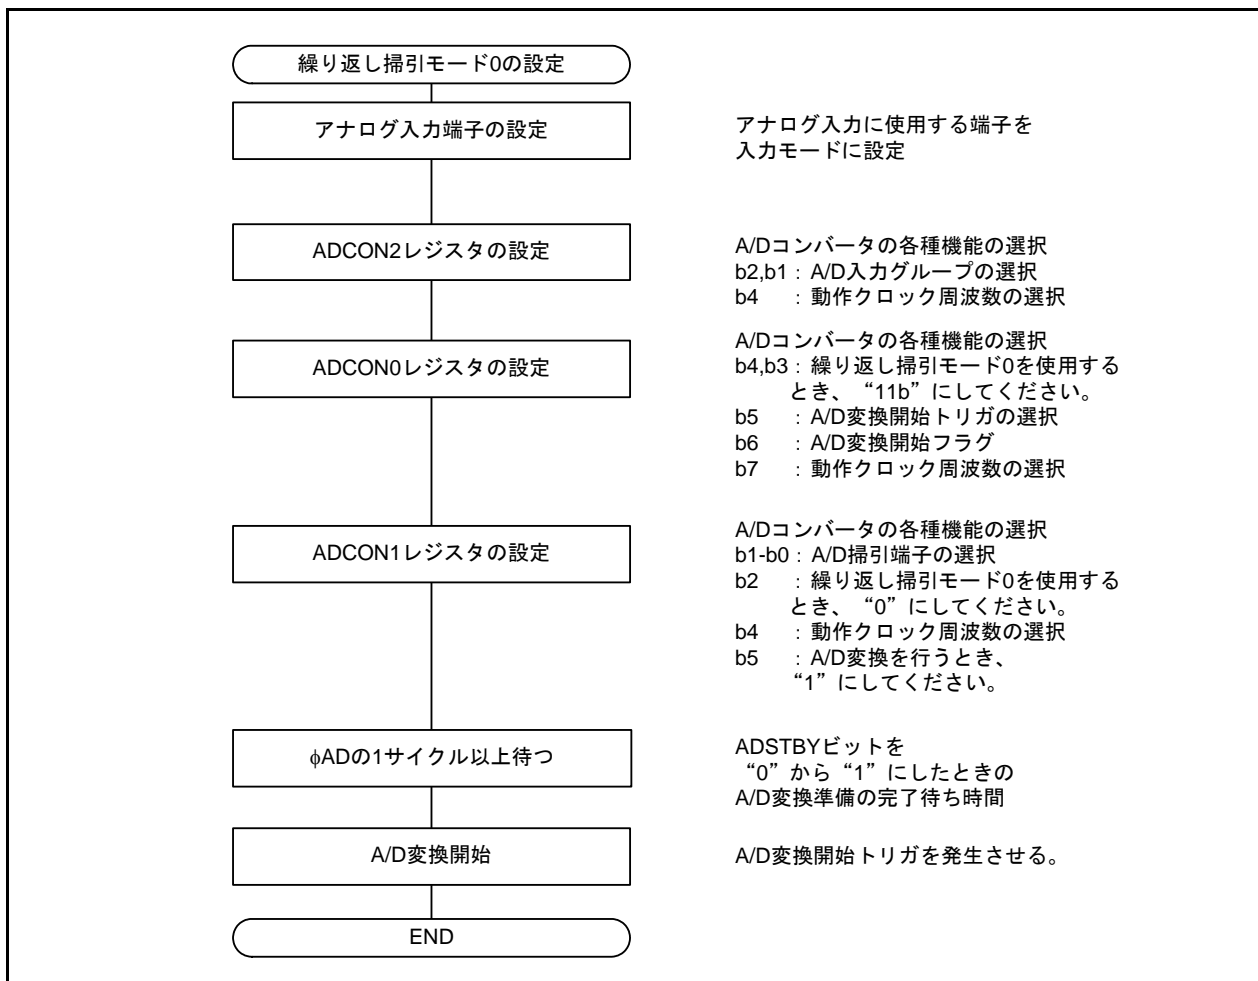 繰り返し掃引モード0の設定
アナログ入力端子の設定
アナログ入力に使用する端子を
入力モードに設定
ADCON2レジスタの設定
A/Dコンバータの各種機能の選択
b2,b1 : A/D入力グループの選択
b4 : 動作クロック周波数の選択
ADCON0レジスタの設定
A/Dコンバータの各種機能の選択
b4,b3 : 繰り返し掃引モード0を使用する
とき、“11b”にしてください。
b5 : A/D変換開始トリガの選択
b6 : A/D変換開始フラグ
b7 : 動作クロック周波数の選択
ADCON1レジスタの設定
A/Dコンバータの各種機能の選択
b1-b0 : A/D掃引端子の選択
b2 : 繰り返し掃引モード0を使用する
とき、“0”にしてください。
b4 : 動作クロック周波数の選択
b5 : A/D変換を行うとき、
“1”にしてください。
φADの1サイクル以上待つ
ADSTBYビットを
“0”から“1”にしたときの
A/D変換準備の完了待ち時間
A/D変換開始
A/D変換開始トリガを発生させる。
END